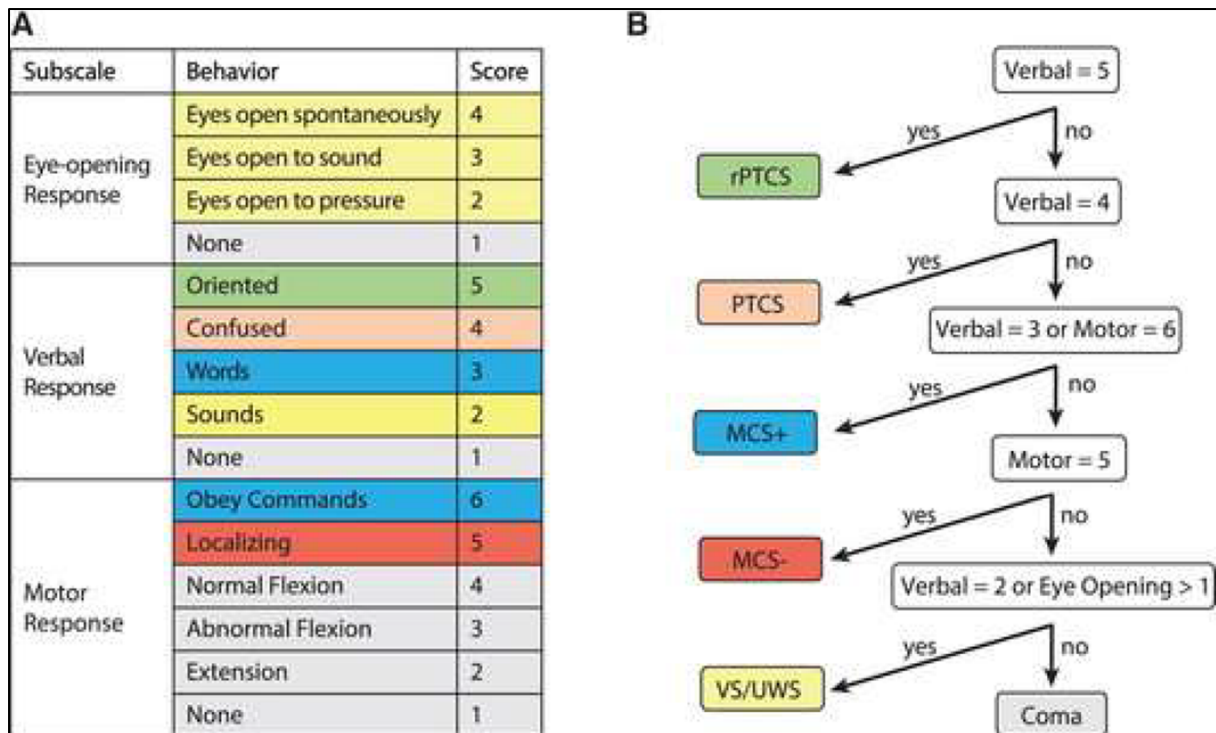 A
Subscale Behavior Score
Eye-opening
Response
Eyes open spontaneously 4
Eyes open to sound 3
Eyes open to pressure 2
None 1
Verbal
Response
Oriented 5
Confused 4
Words 3
Sounds 2
None 1
Motor
Response
Obey Commands 6
Localizing 5
Normal Flexion 4
Abnormal Flexion 3
Extension 2
None 1
B
Verbal = 5
yes no
rPTCS
Verbal = 4
yes no
PTCS
Verbal = 3 or Motor = 6
yes no
MCS+
Motor = 5
yes no
MCS-
Verbal = 2 or Eye Opening > 1
yes no
VS/UWS
Coma